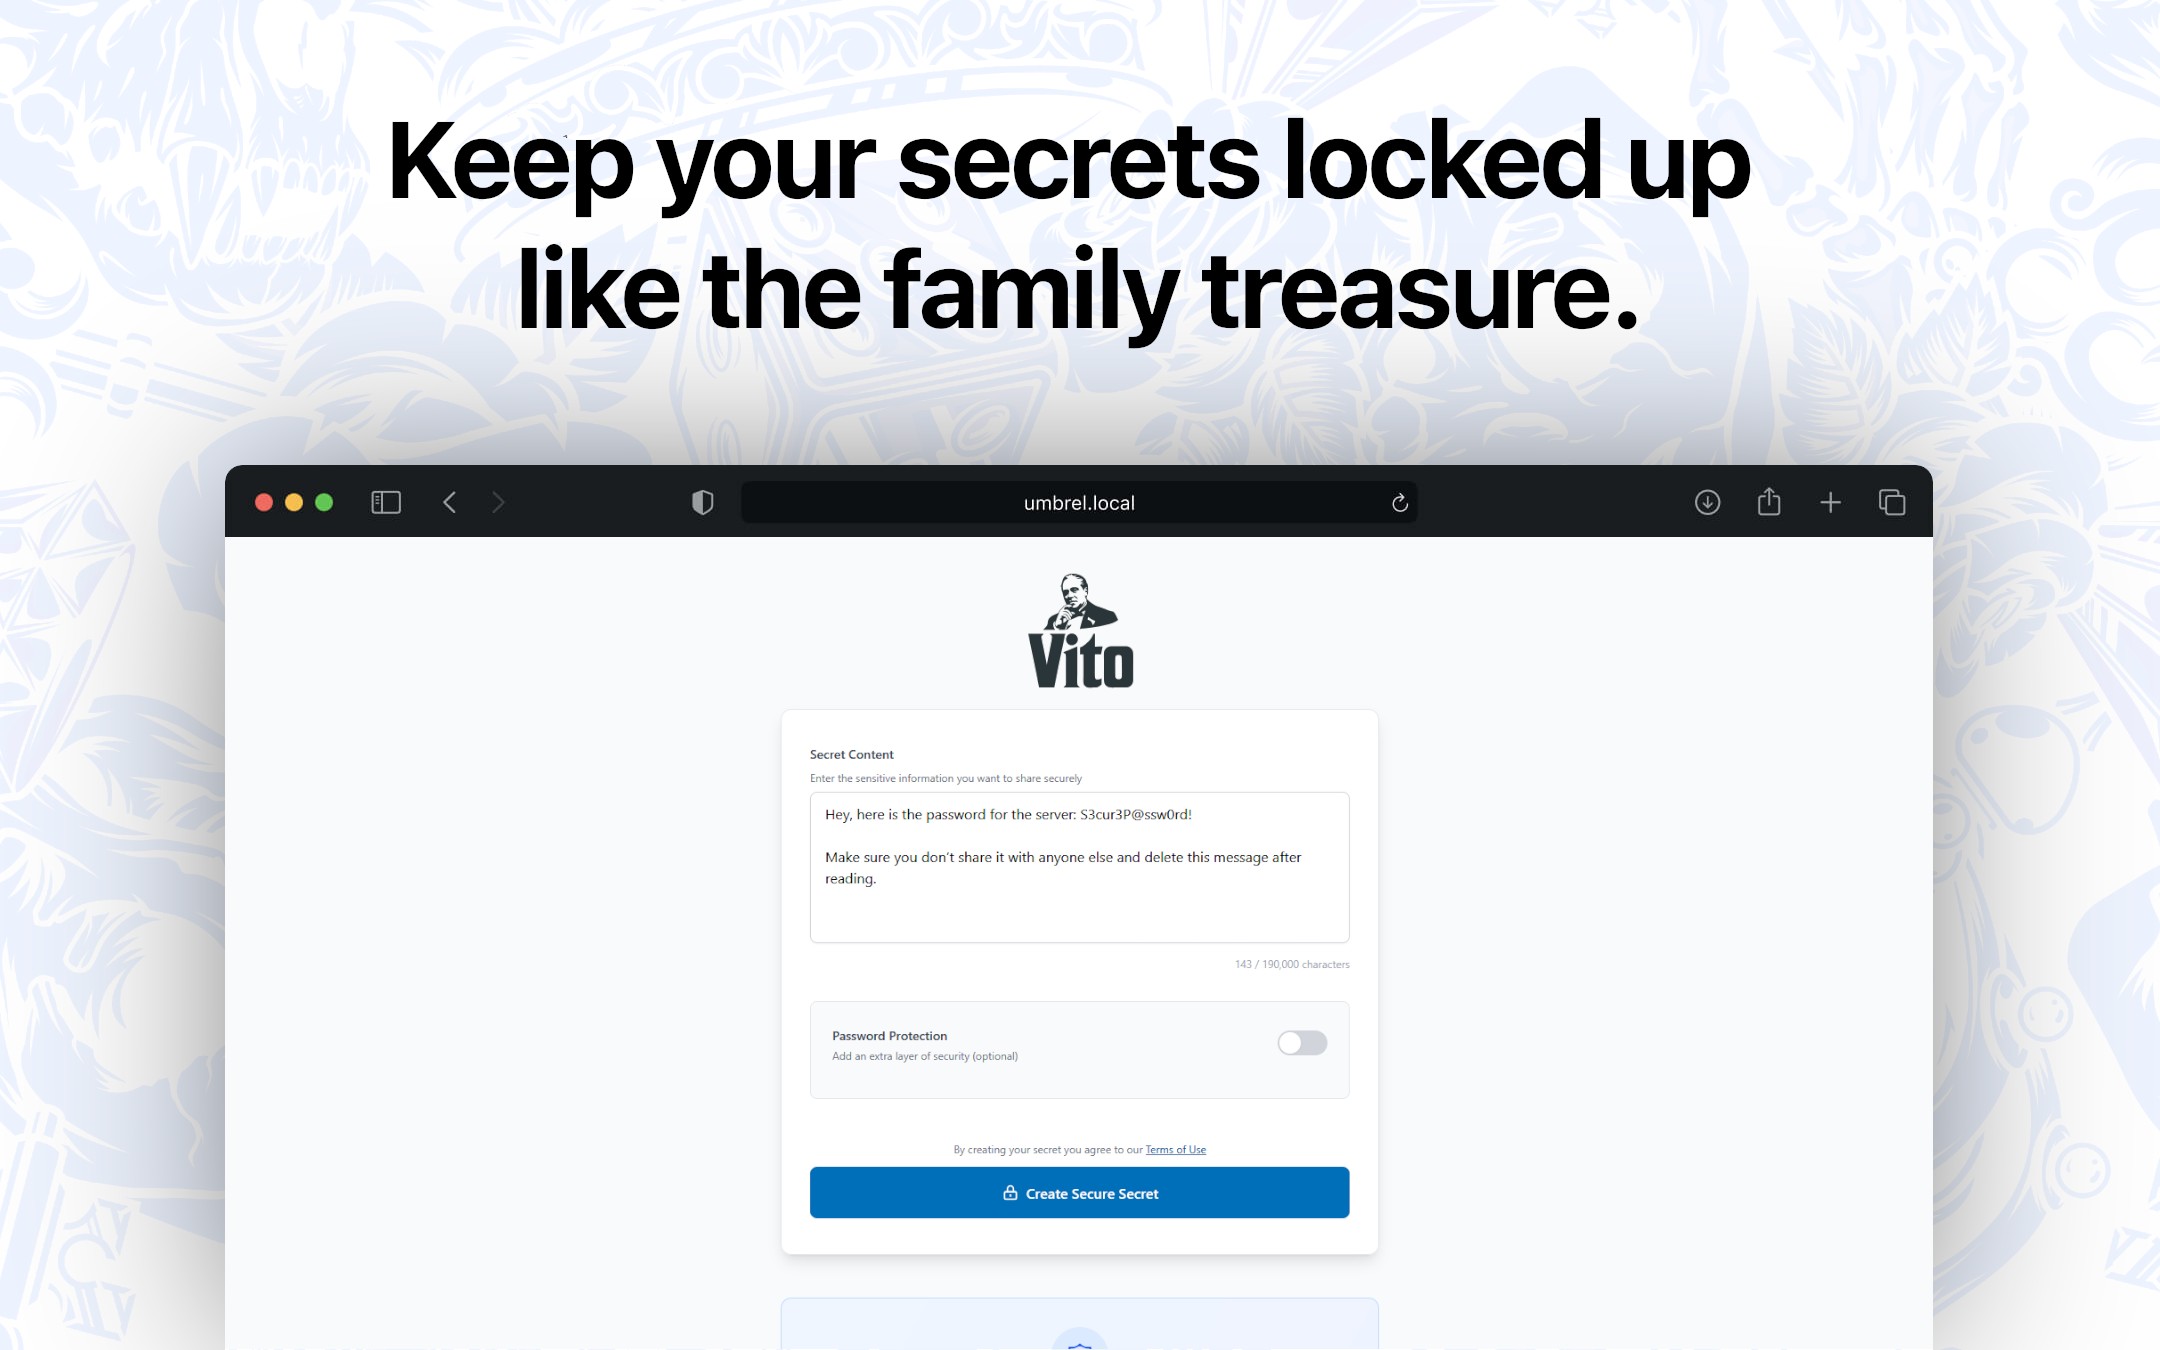 Keep your secrets locked up
like the family treasure.
umbrel.local
Vito
Secret Content
Enter the sensitive information you want to share securely
Hey, here is the password for the server: S3cur3P@ssw0rd!
Make sure you don't share it with anyone else and delete this message after
reading.
143 / 190,000 characters
Password Protection
Add an extra layer of security (optional)
By creating your secret you agree to our Terms of Use
Create Secure Secret